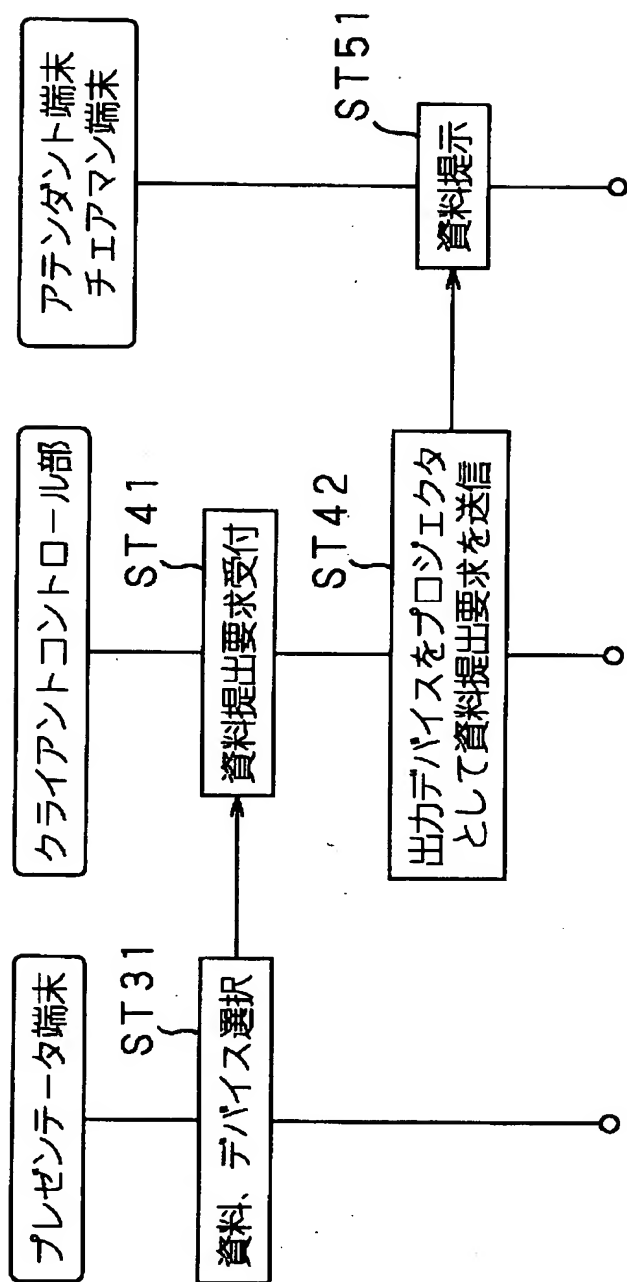 プレゼンテータ端末
ST31
資料、デバイス選択
クライアントコントロール部
ST41
資料提出要求受付
ST42
出力デバイスをプロジェクタ
として資料提出要求を送信
アテンダント端末
チェアマン端末
ST51
資料提示